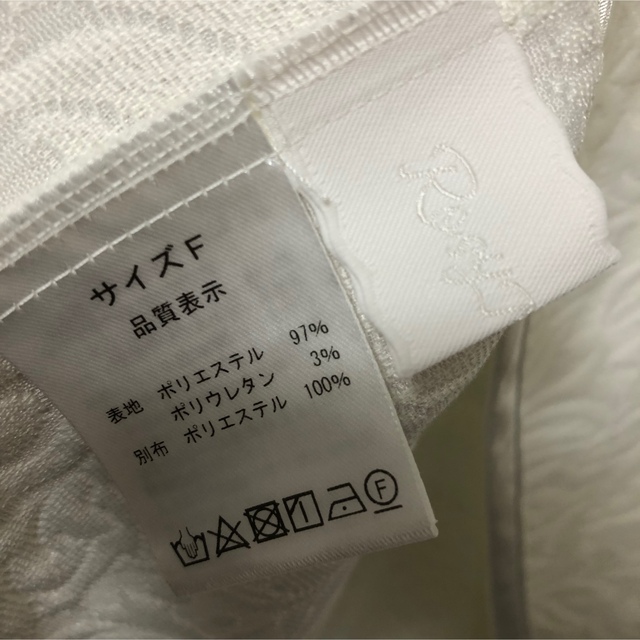 サイズF
品質表示
表地 ポリエステル 97%
ポリウレタン 3%
別布 ポリエステル 100%
F